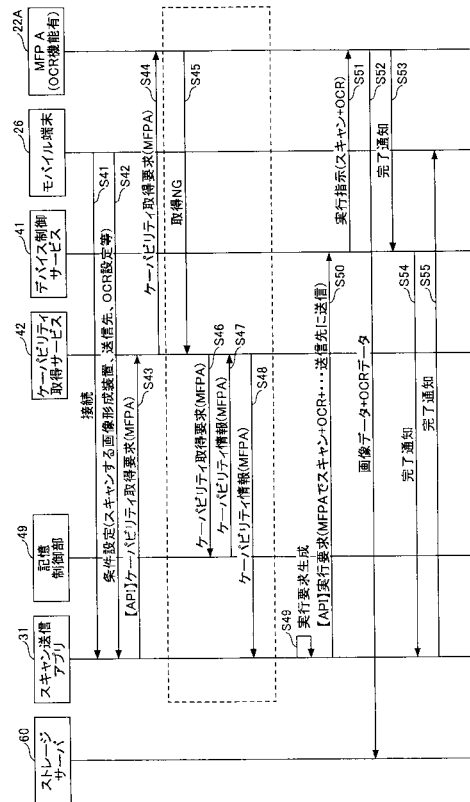 60
ストレージ
サーバ
31
スキャン送信
アプリ
49
記憶
制御部
42
ケーパビリティ
取得サービス
41
デバイス制御
サービス
26
モバイル端末
22A
MFP A
(OCR機能有)
接続
S41
条件設定(スキャンする画像形成装置、送信先、OCR設定等)
S42
【API】ケーパビリティ取得要求(MFPA)
S43
ケーパビリティ取得要求(MFPA)
S44
取得NG
S45
ケーパビリティ取得要求(MFPA)
S46
ケーパビリティ情報(MFPA)
S47
ケーパビリティ情報(MFPA)
S48
S49
実行要求生成
【API】実行要求(MFPAでスキャン+OCR+・・・送信先に送信)
S50
実行指示(スキャン+OCR)
S51
画像データ+OCRデータ
S52
完了通知
S53
完了通知
S54
完了通知
S55